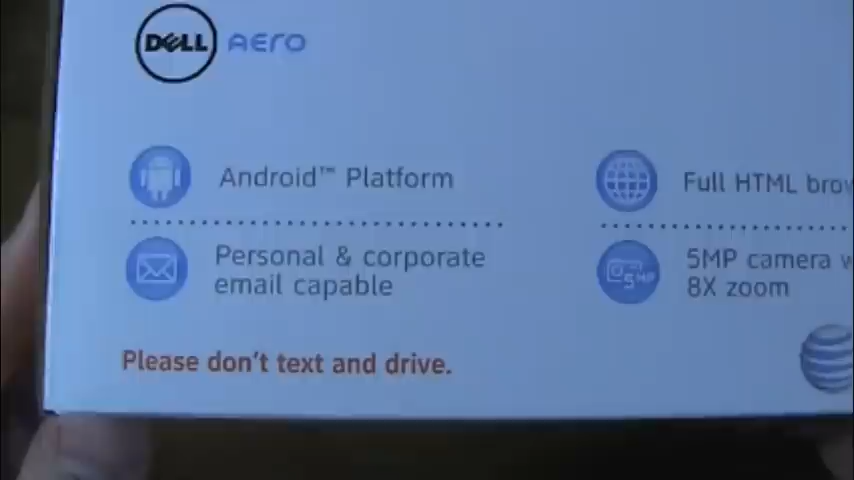 DELL AERO
Android™ Platform
Full HTML
Personal & corporate
email capable
5MP camera
8X zoom
5MP
Please don't text and drive.